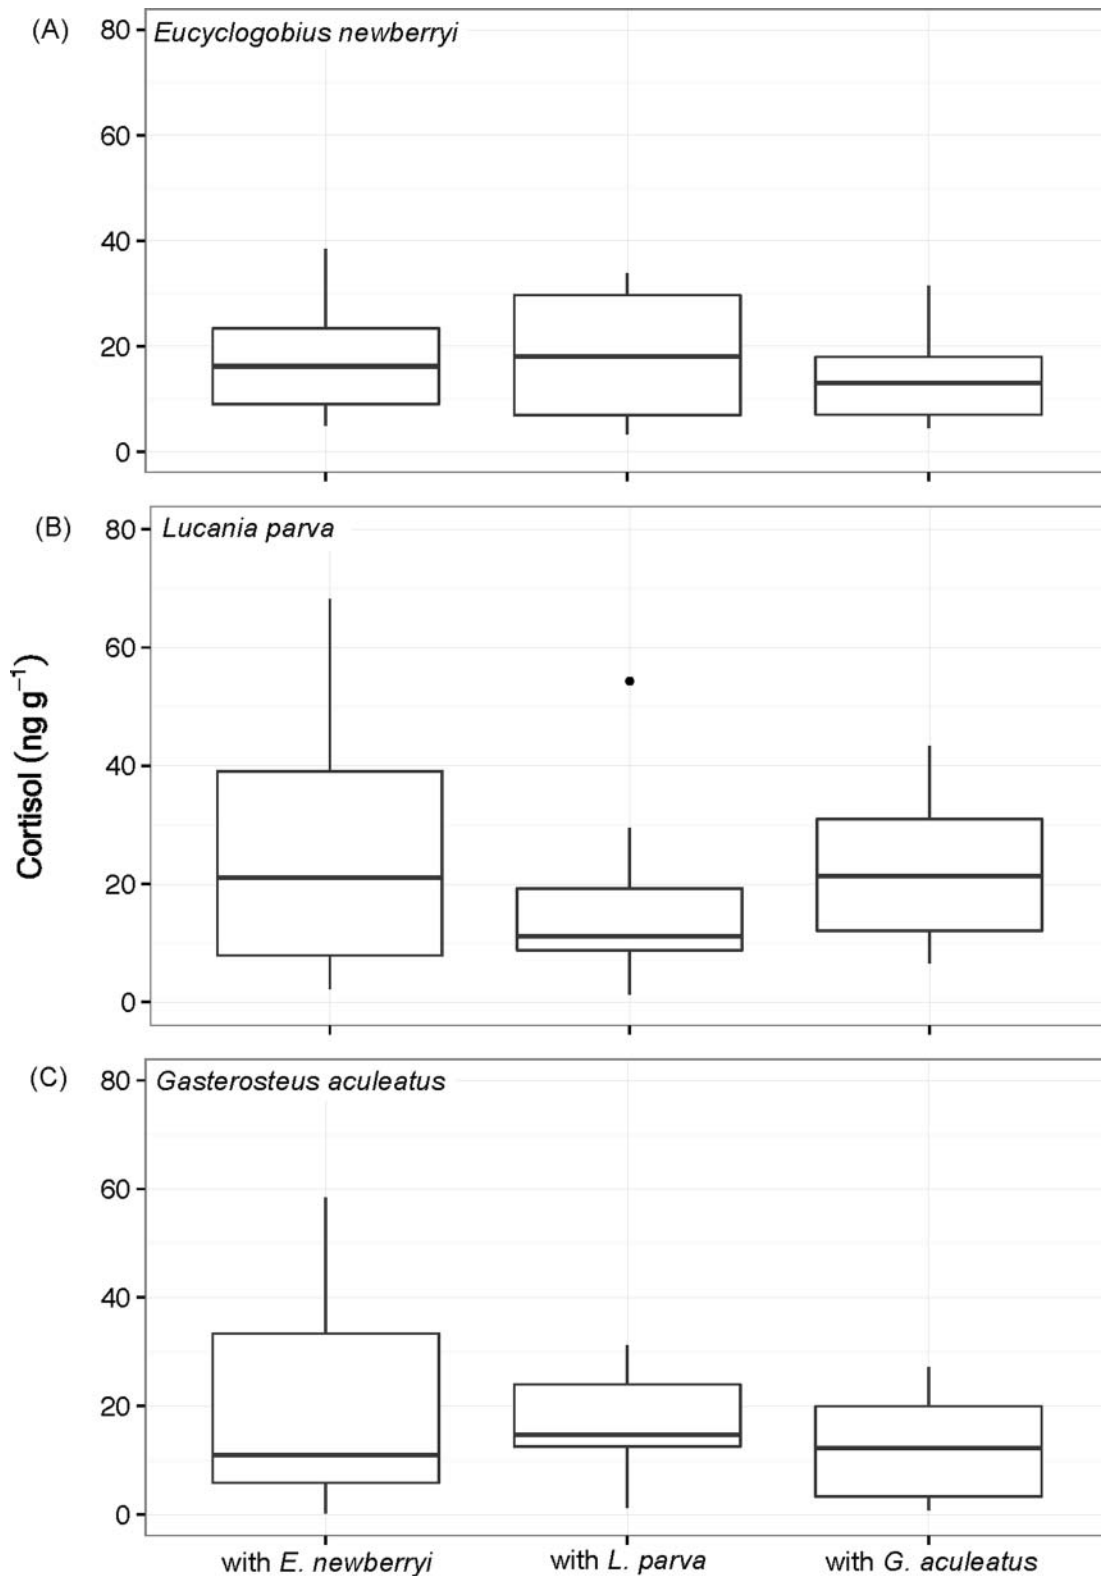 (A)
Eucyclogobius newberryi
80
60
40
20
0
(B)
Lucania parva
80
60
40
20
0
Cortisol (ng g⁻¹)
(C)
Gasterosteus aculeatus
80
60
40
20
0
with E. newberryi
with L. parva
with G. aculeatus